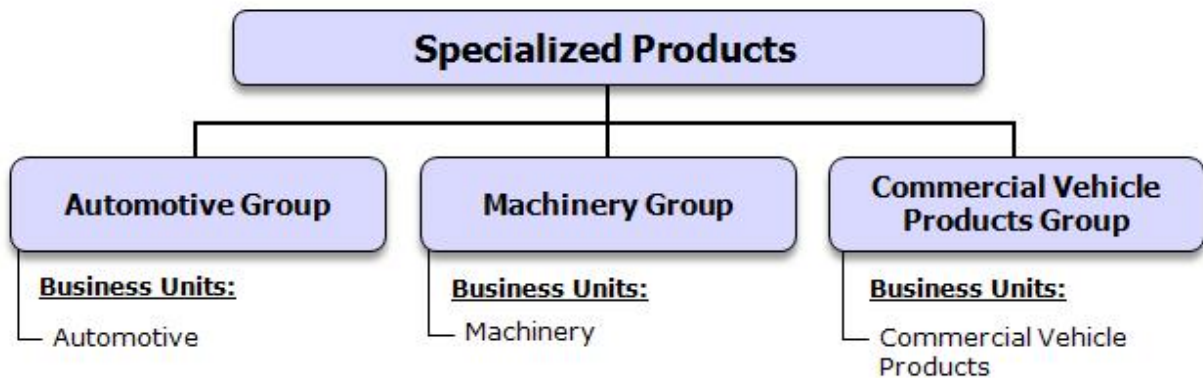 Specialized Products
Automotive Group
Machinery Group
Commercial Vehicle
Products Group
Business Units:
Automotive
Business Units:
Machinery
Business Units:
Commercial Vehicle
Products